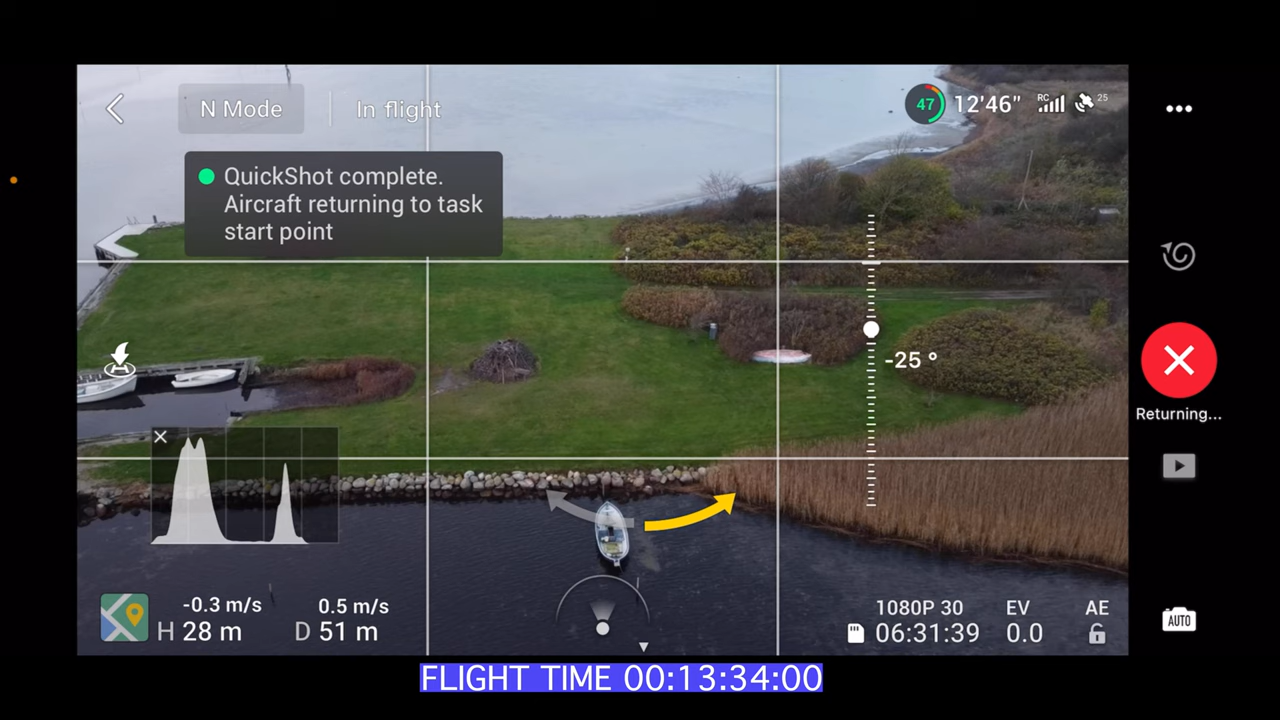 N Mode
In flight
47
12'46"
RC
25
QuickShot complete.
Aircraft returning to task
start point
-25 °
Returning...
-0.3 m/s
0.5 m/s
H 28 m
D 51 m
1080P 30
EV
AE
06:31:39
0.0
AUTO
FLIGHT TIME 00:13:34:00